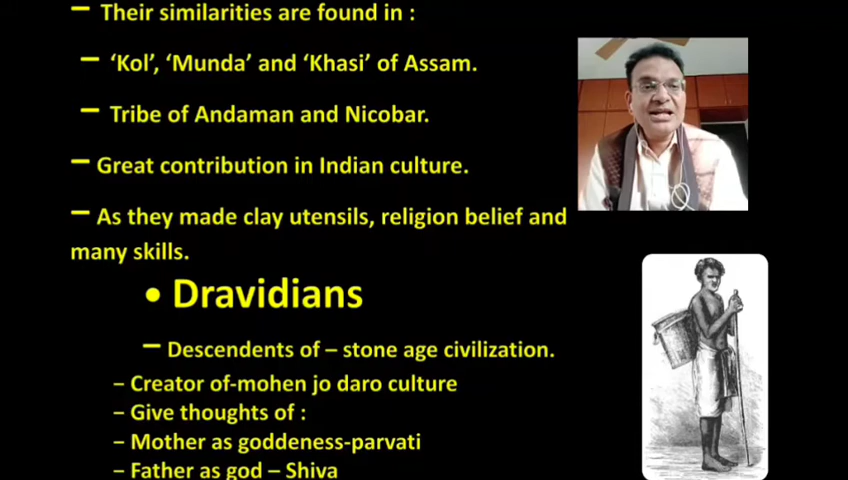 – Their similarities are found in :
– ‘Kol’, ‘Munda’ and ‘Khasi’ of Assam.
– Tribe of Andaman and Nicobar.
– Great contribution in Indian culture.
– As they made clay utensils, religion belief and
many skills.
• Dravidians
– Descendents of – stone age civilization.
– Creator of-mohen jo daro culture
– Give thoughts of :
– Mother as goddeness-parvati
– Father as god – Shiva